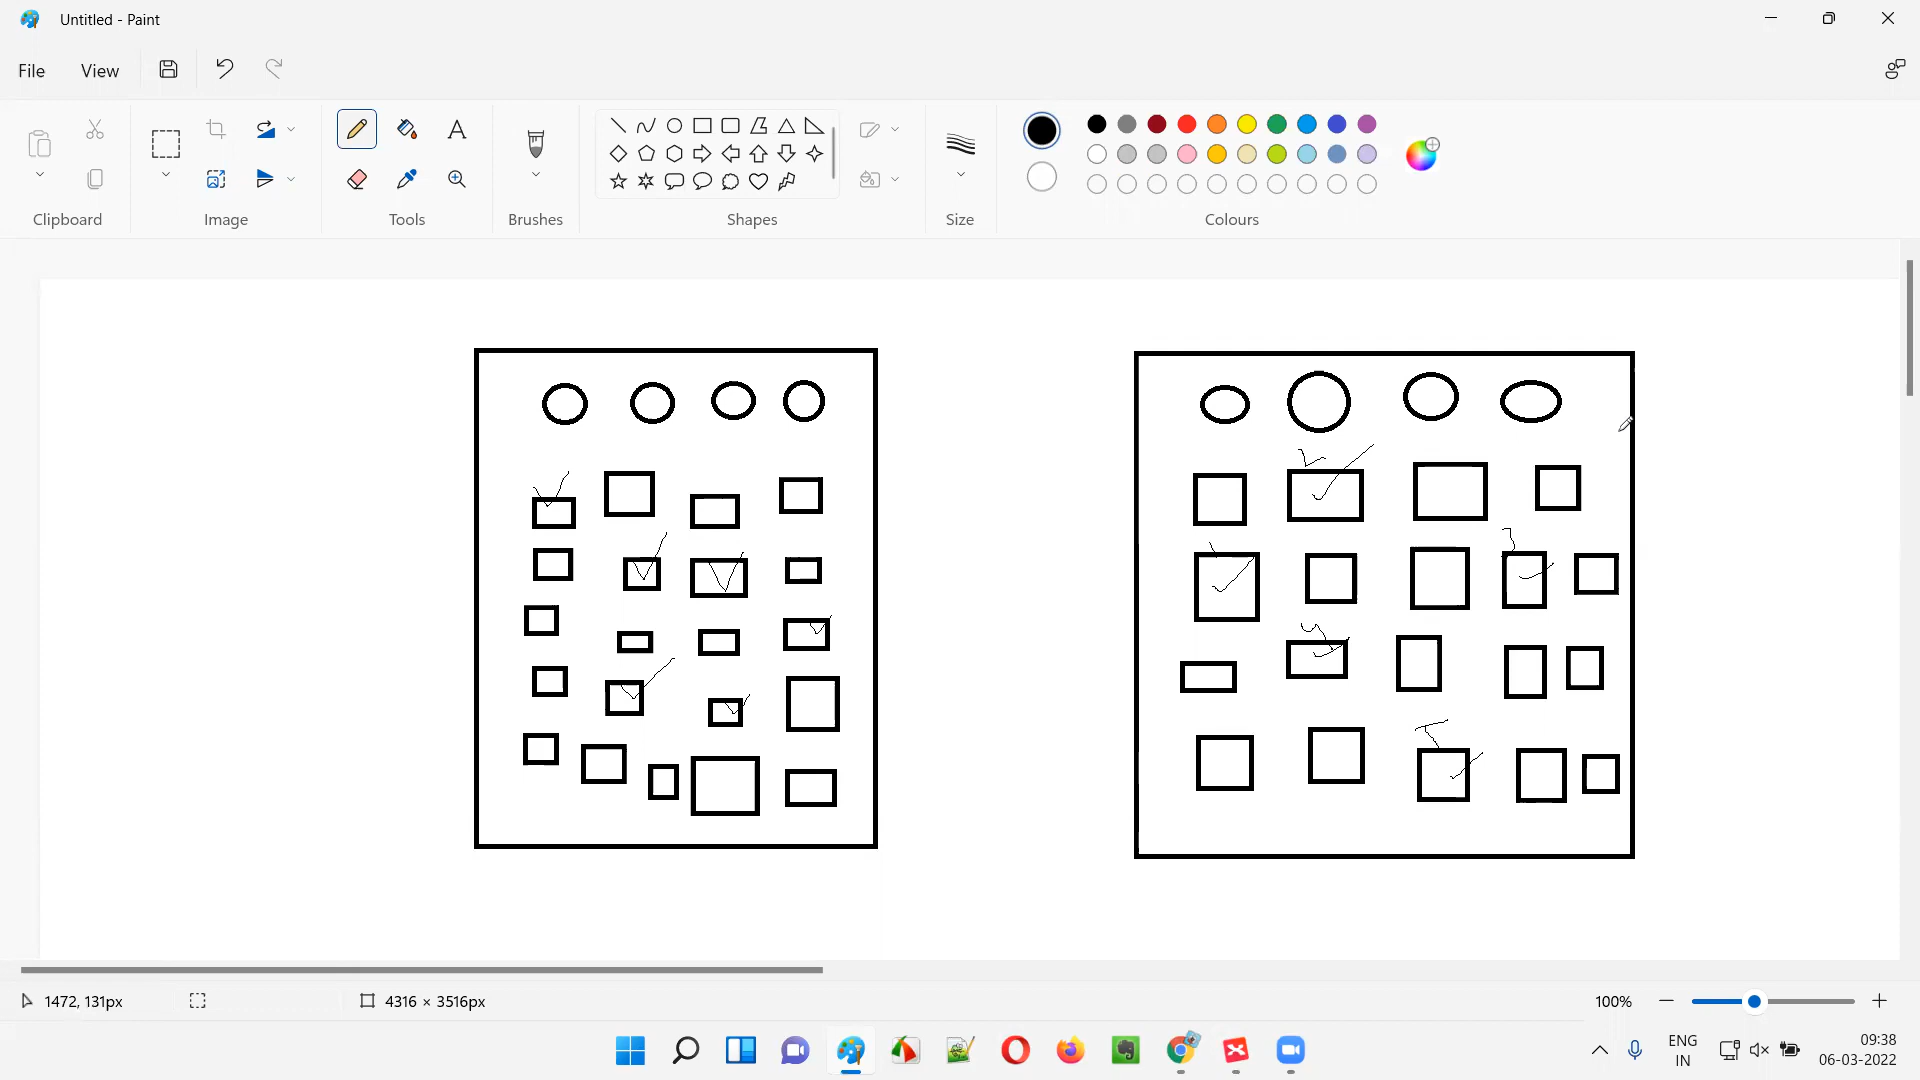 Untitled - Paint
File View
Clipboard Image Tools Brushes Shapes Size Colours
1472, 131px 4316 × 3516px 100%
ENG 09:38
IN 06-03-2022